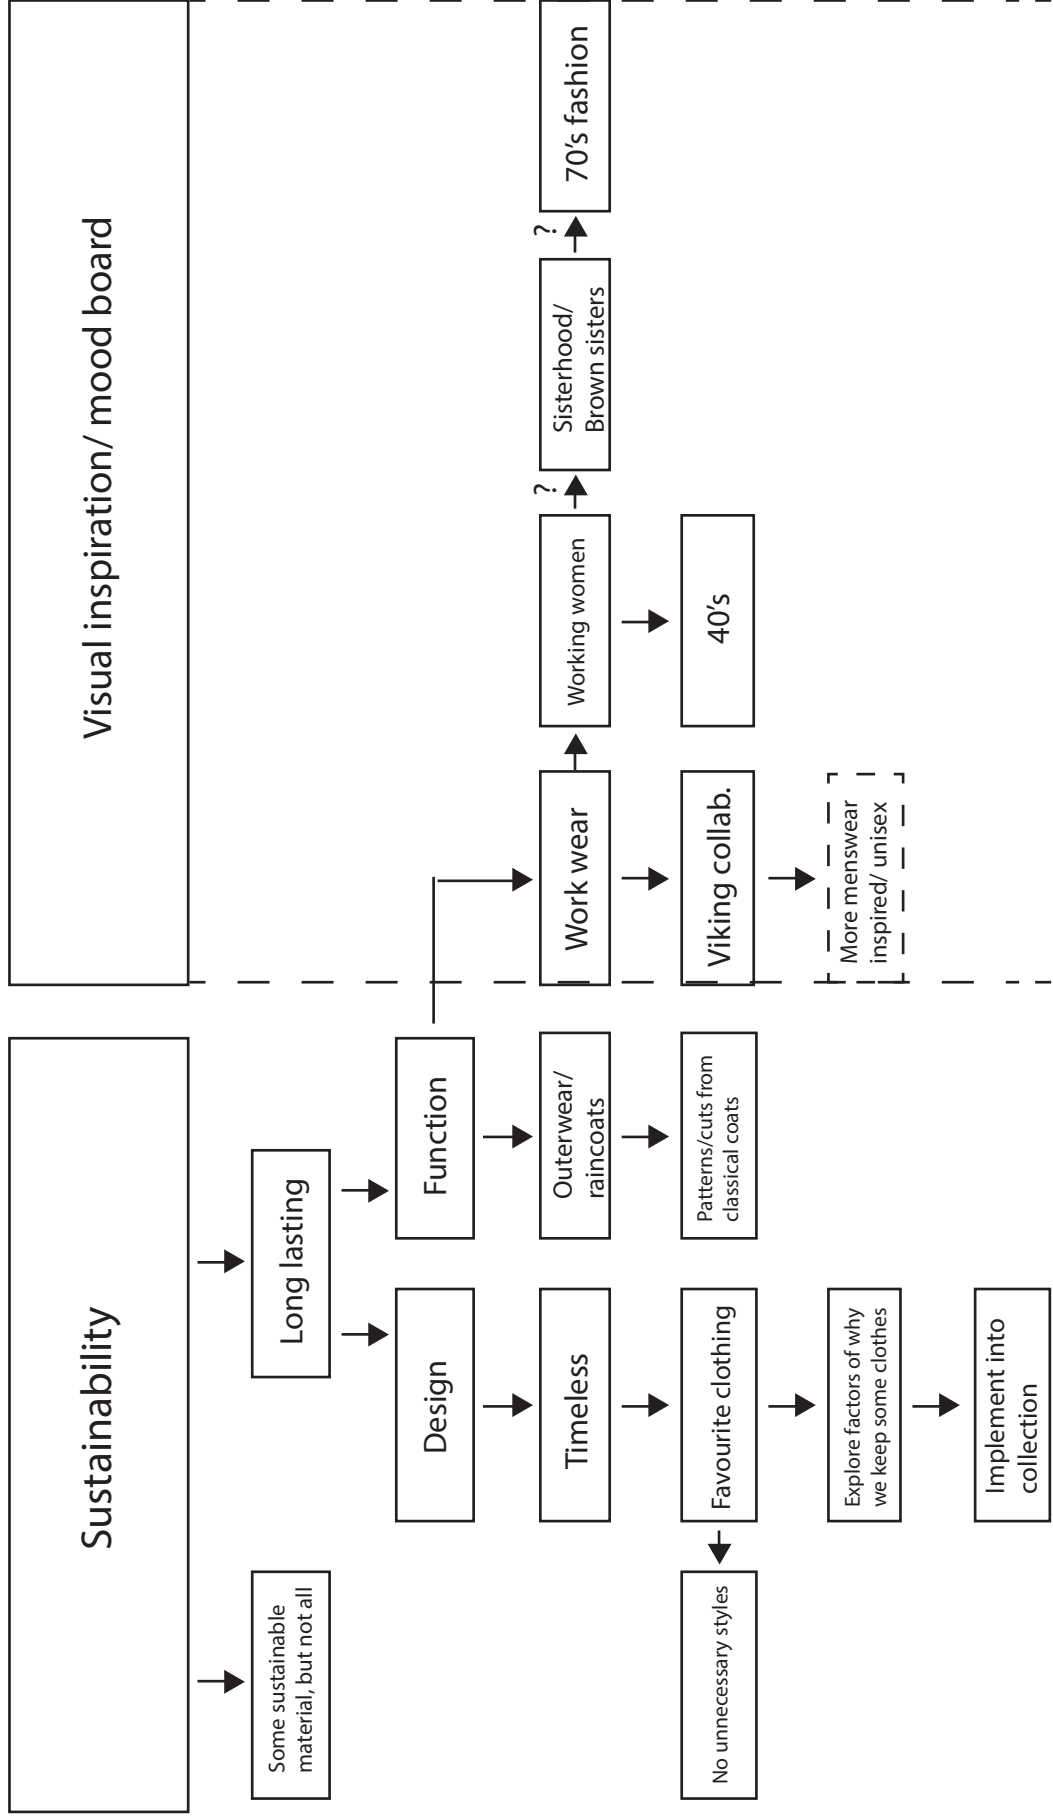 Sustainability
Visual inspiration/ mood board
Some sustainable
material, but not all
Long lasting
Design
Function
Timeless
Outerwear/
raincoats
Work wear
Working women
?
Sisterhood/
Brown sisters
?
70's fashion
No unnecessary styles
Favourite clothing
Patterns/cuts from
classical coats
Viking collab.
40's
Explore factors of why
we keep some clothes
More menswear
inspired/ unisex
Implement into
collection